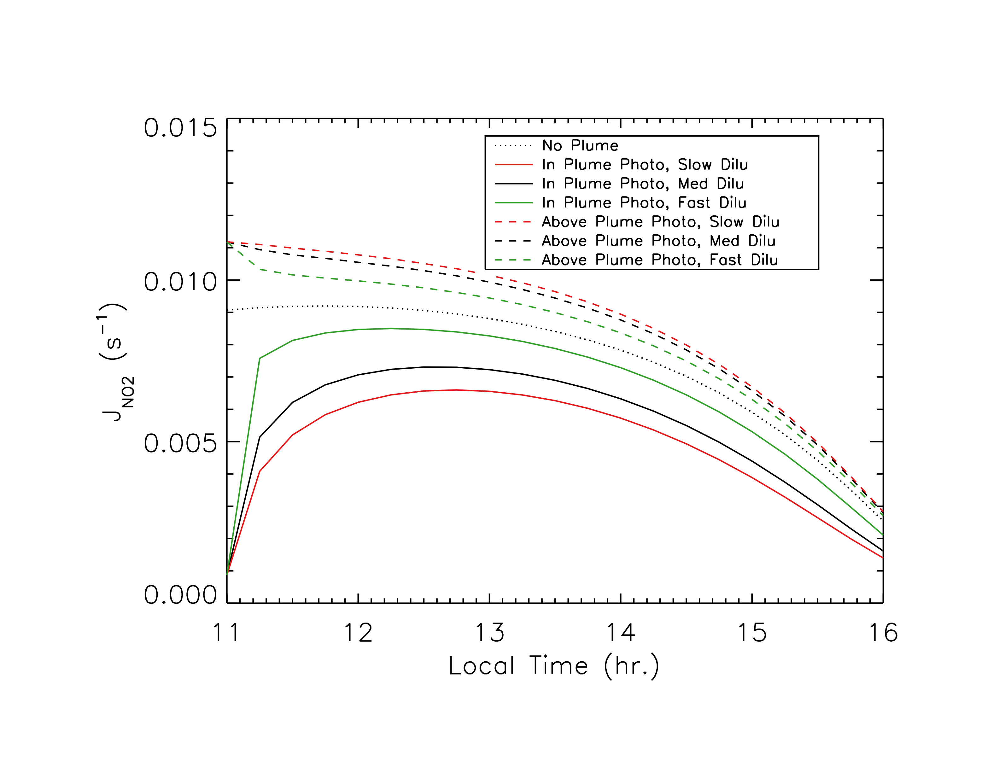 0.015
0.010
0.005
0.000
J_NO2 (s^-1)
No Plume
In Plume Photo, Slow Dilu
In Plume Photo, Med Dilu
In Plume Photo, Fast Dilu
Above Plume Photo, Slow Dilu
Above Plume Photo, Med Dilu
Above Plume Photo, Fast Dilu
11 12 13 14 15 16
Local Time (hr.)